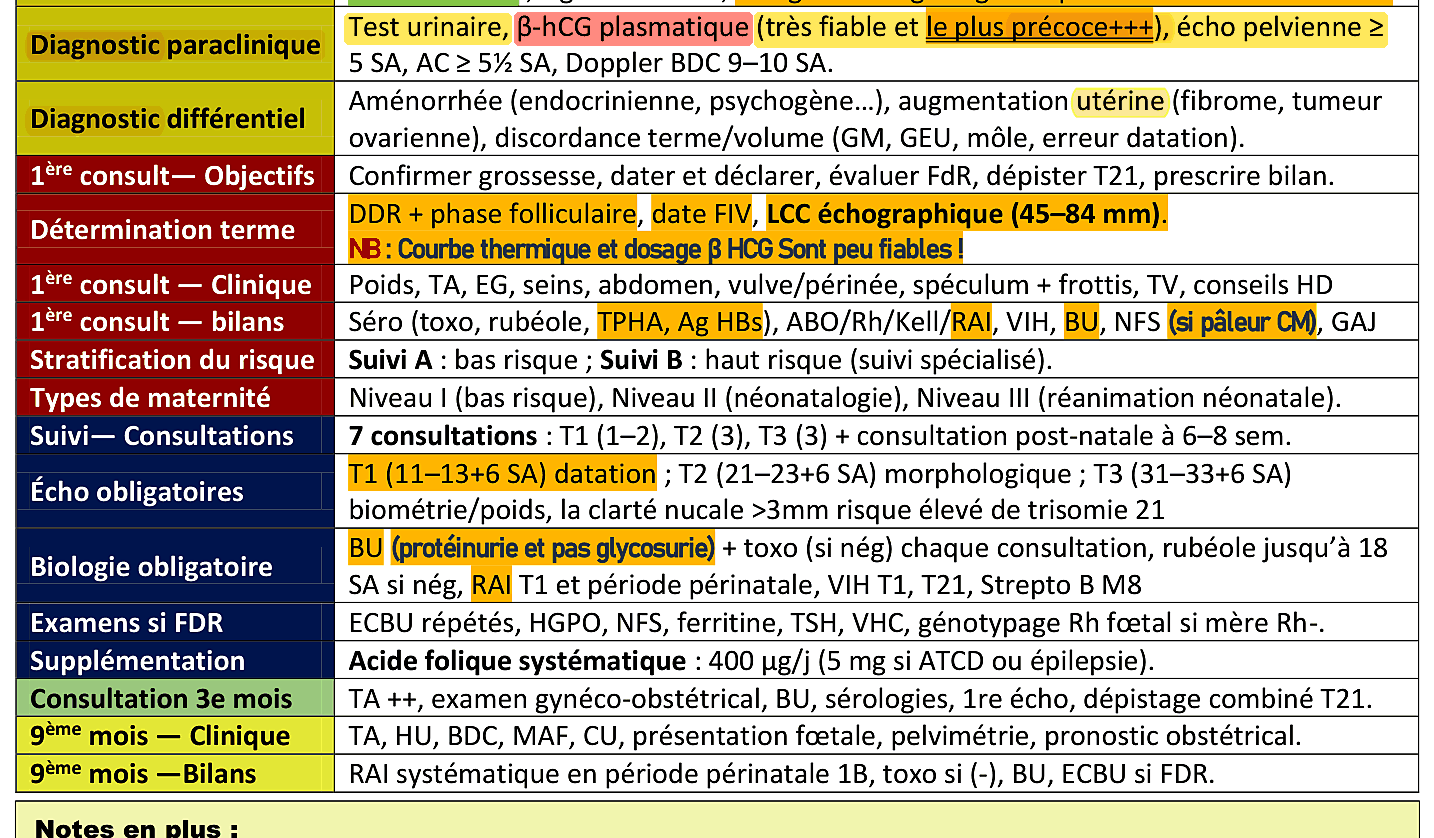 Diagnostic paraclinique
Test urinaire, β-hCG plasmatique (très fiable et le plus précoce+++), écho pelvienne ≥
5 SA, AC ≥ 5½ SA, Doppler BDC 9–10 SA.
Diagnostic différentiel
Aménorrhée (endocrinienne, psychogène…), augmentation utérine (fibrome, tumeur
ovarienne), discordance terme/volume (GM, GEU, môle, erreur datation).
1ère consult— Objectifs
Confirmer grossesse, dater et déclarer, évaluer FdR, dépister T21, prescrire bilan.
Détermination terme
DDR + phase folliculaire, date FIV, LCC échographique (45–84 mm).
NB : Courbe thermique et dosage β HCG Sont peu fiables !
1ère consult — Clinique
Poids, TA, EG, seins, abdomen, vulve/périnée, spéculum + frottis, TV, conseils HD
1ère consult — bilans
Séro (toxo, rubéole, TPHA, Ag HBs), ABO/Rh/Kell/RAI, VIH, BU, NFS (si pâleur CM), GAJ
Stratification du risque
Suivi A : bas risque ; Suivi B : haut risque (suivi spécialisé).
Types de maternité
Niveau I (bas risque), Niveau II (néonatalogie), Niveau III (réanimation néonatale).
Suivi— Consultations
7 consultations : T1 (1–2), T2 (3), T3 (3) + consultation post-natale à 6–8 sem.
Écho obligatoires
T1 (11–13+6 SA) datation ; T2 (21–23+6 SA) morphologique ; T3 (31–33+6 SA)
biométrie/poids, la clarté nucale >3mm risque élevé de trisomie 21
Biologie obligatoire
BU (protéinurie et pas glycosurie) + toxo (si nég) chaque consultation, rubéole jusqu’à 18
SA si nég, RAI T1 et période périnatale, VIH T1, T21, Strepto B M8
Examens si FDR
ECBU répétés, HGPO, NFS, ferritine, TSH, VHC, génotypage Rh fœtal si mère Rh-.
Supplémentation
Acide folique systématique : 400 µg/j (5 mg si ATCD ou épilepsie).
Consultation 3e mois
TA ++, examen gynéco-obstétrical, BU, sérologies, 1re écho, dépistage combiné T21.
9ème mois — Clinique
TA, HU, BDC, MAF, CU, présentation fœtale, pelvimétrie, pronostic obstétrical.
9ème mois —Bilans
RAI systématique en période périnatale 1B, toxo si (-), BU, ECBU si FDR.
Notes en plus :